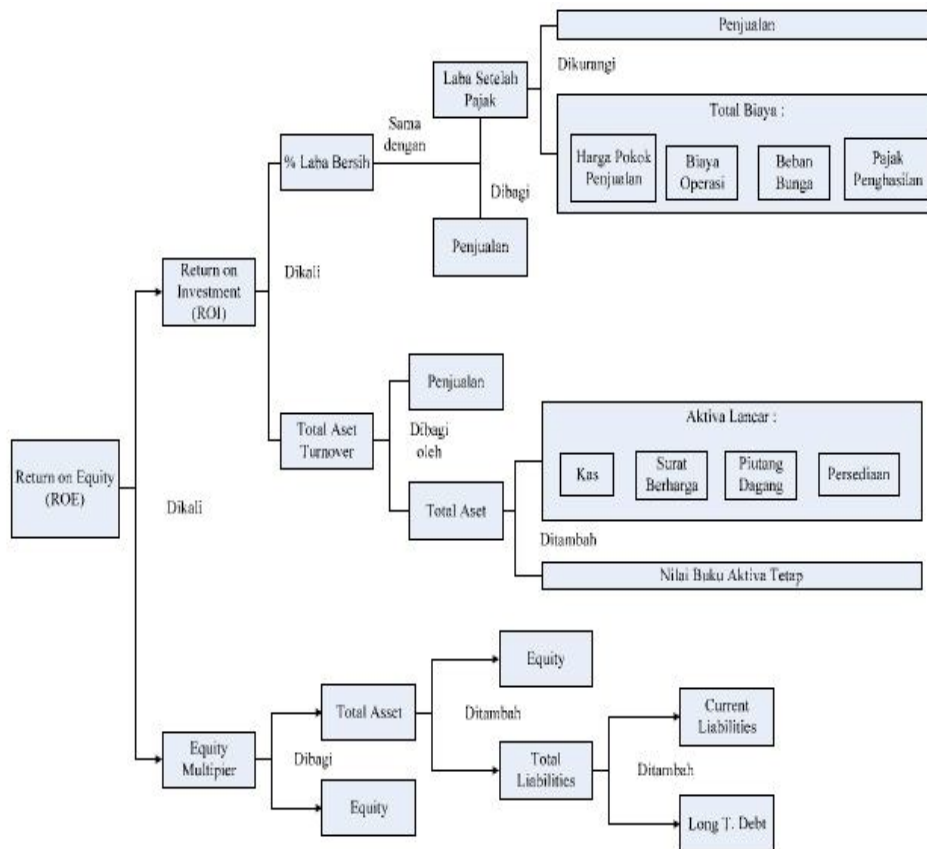 Penjualan
Dikurangi
Laba Setelah
Pajak
Total Biaya :
Harga Pokok
Penjualan
Biaya
Operasi
Beban
Bunga
Pajak
Penghasilan
Sama
dengan
% Laba Bersih
Dibagi
Penjualan
Return on
Investment
(ROI)
Dikali
Penjualan
Total Aset
Turnover
Dibagi
oleh
Total Aset
Aktiva Lancar :
Kas
Surat
Berharga
Piutang
Dagang
Persediaan
Ditambah
Nilai Buku Aktiva Tetap
Return on Equity
(ROE)
Dikali
Equity
Total Asset
Ditambah
Current
Liabilities
Equity
Multipier
Dibagi
Total
Liabilities
Ditambah
Equity
Long T. Debt